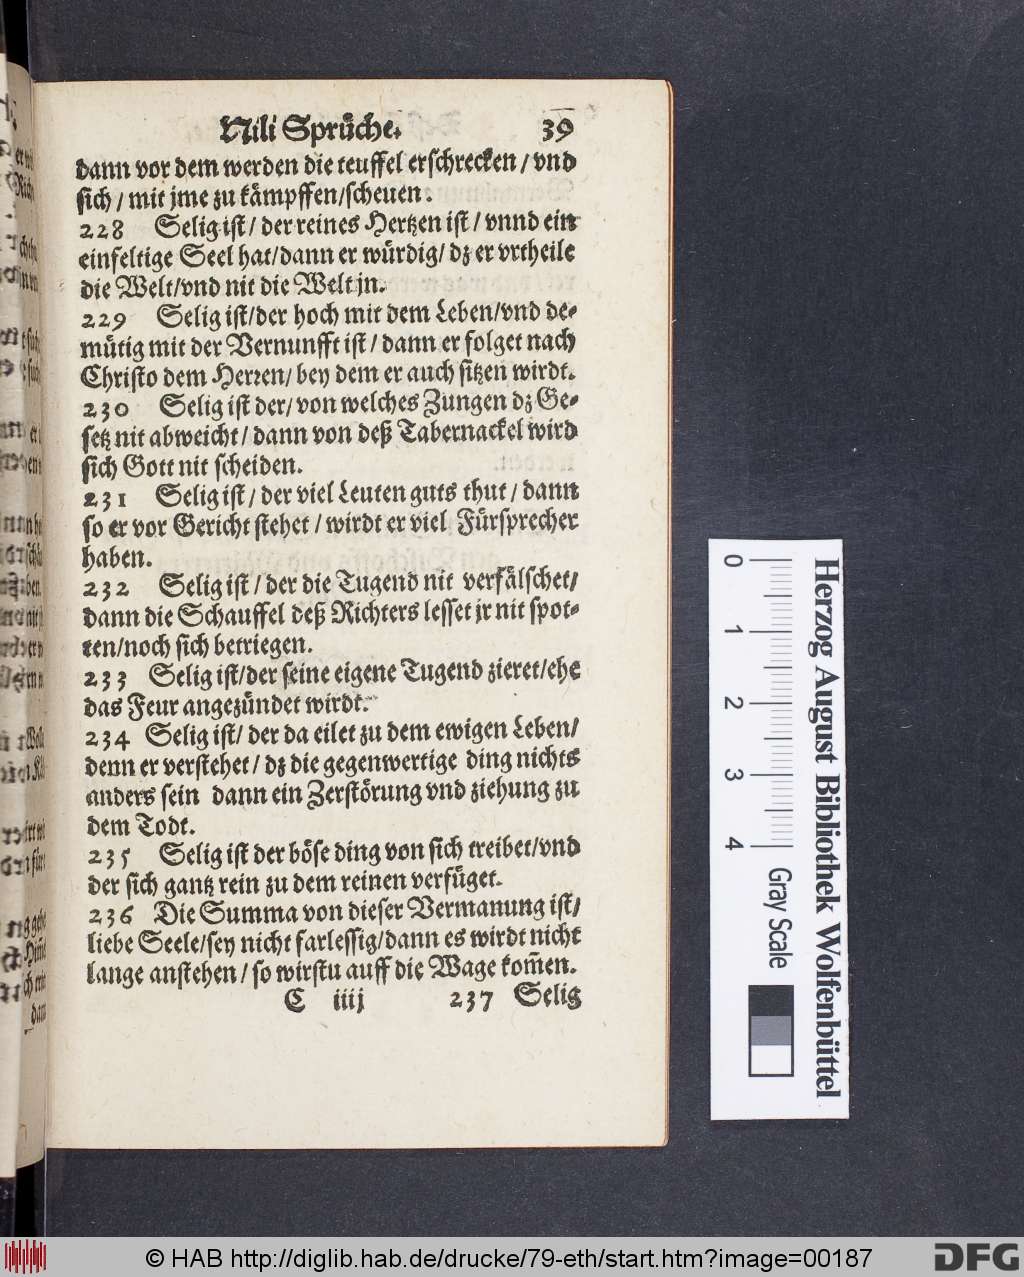 Nili Sprüche. 39
dann vor dem werden die teuffel erschrecken / vnd
sich / mit jme zu kämpffen/scheuen.
228 Selig ist / der reines Hertzen ist / vnnd ein
einfeltige Seel hat/dann er würdig/ dz er vrtheile
die Welt/vnd nit die Welt jn.
229 Selig ist/der hoch mit dem Leben/vnd de-
mütig mit der Vernunfft ist / dann er folget nach
Christo dem Herren/ bey dem er auch sitzen wirdt.
230 Selig ist der/ von welches Zungen dz Ge-
setz nit abweicht / dann von deß Tabernackel wird
sich Gott nit scheiden.
231 Selig ist / der viel Leuten guts thut / dann
so er vor Gericht stehet / wirdt er viel Fürsprecher
haben.
232 Selig ist / der die Tugend nit verfälschet/
dann die Schauffel deß Richters lesset jr nit spot-
ten/noch sich betriegen.
233 Selig ist/der seine eigene Tugend zieret/ehe
das Feur angezündet wirdt.
234 Selig ist/ der da eilet zu dem ewigen Leben/
denn er verstehet / dz die gegenwertige ding nichts
anders sein dann ein Zerstörung vnd ziehung zu
dem Todt.
235 Selig ist der böse ding von sich treibet/vnd
der sich gantz rein zu dem reinen verfüget.
236 Die Summa von dieser Vermanung ist/
liebe Seele/sey nicht farlessig/dann es wirdt nicht
lange anstehen / so wirstu auff die Wage kom̄en.
C iiij 237 Selig
0 1 2 3 4
Gray Scale
Herzog August Bibliothek Wolfenbüttel
© HAB http://diglib.hab.de/drucke/79-eth/start.htm?image=00187
DFG